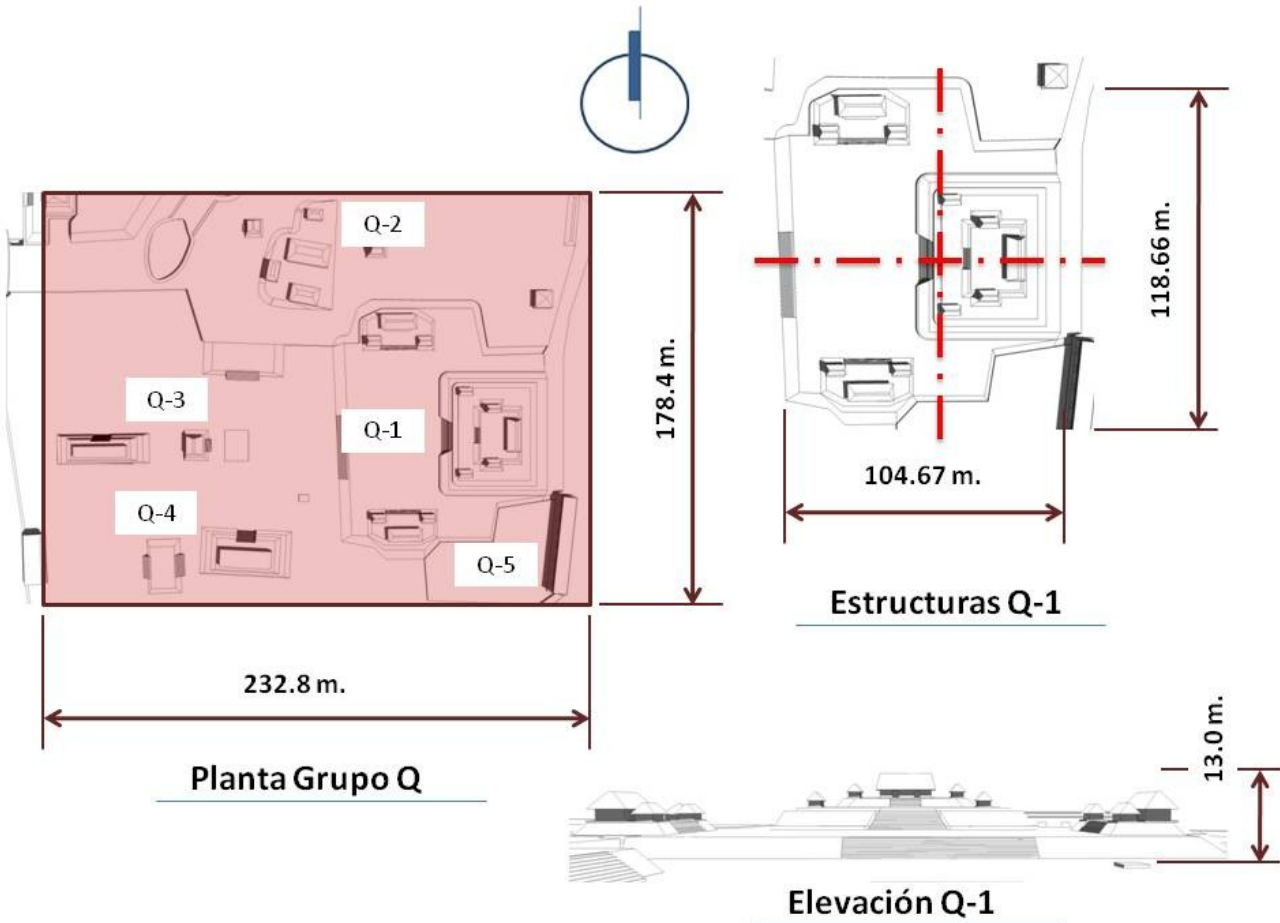 Q-2
Q-3
Q-1
Q-4
Q-5
178.4 m.
232.8 m.
Planta Grupo Q
118.66 m.
104.67 m.
Estructuras Q-1
13.0 m.
Elevación Q-1